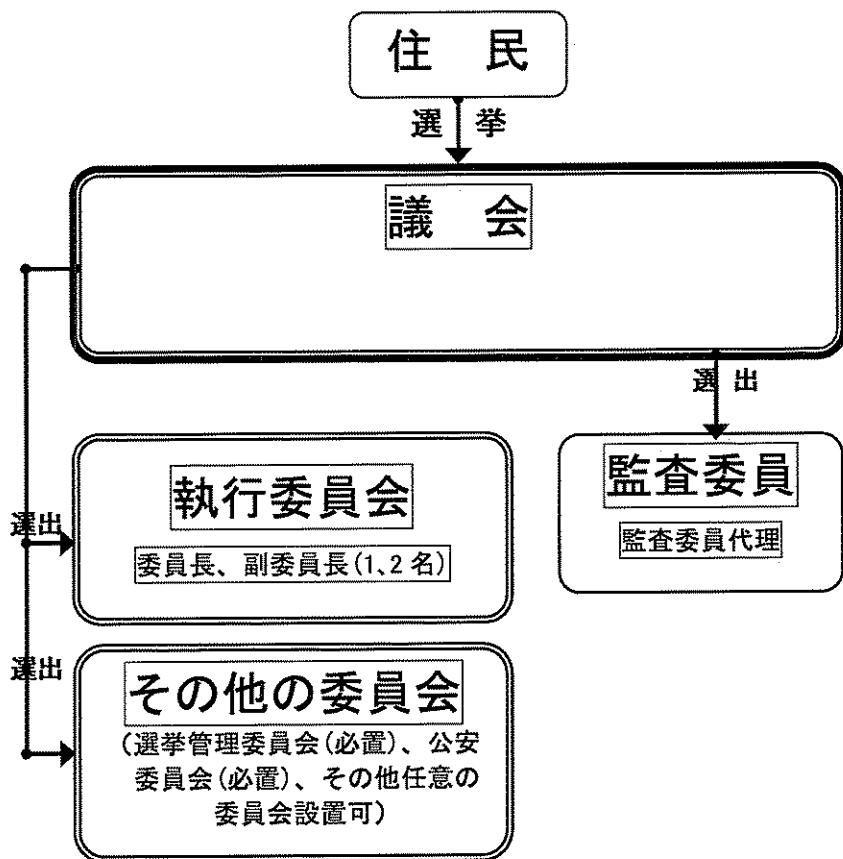 住　民
選　挙
議　会
選 出
執行委員会
委員長、副委員長(1、2 名)
監査委員
監査委員代理
選出
選出
その他の委員会
(選挙管理委員会(必置)、公安
委員会(必置)、その他任意の
委員会設置可)